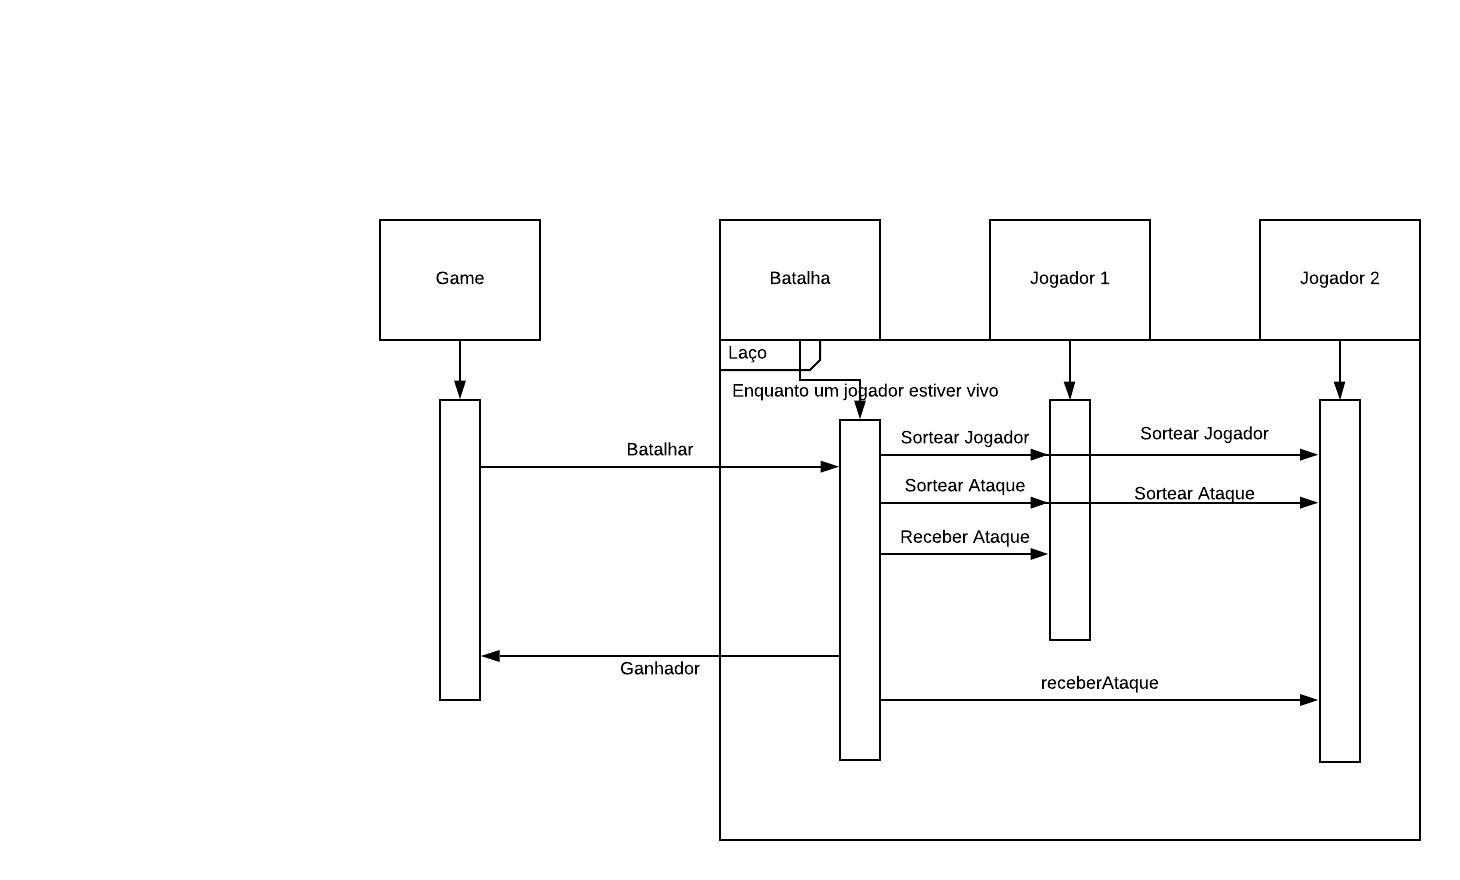 Game
Batalha
Jogador 1
Jogador 2
Laço
Enquanto um jogador estiver vivo
Sortear Jogador
Sortear Jogador
Batalhar
Sortear Ataque
Sortear Ataque
Receber Ataque
Ganhador
receberAtaque